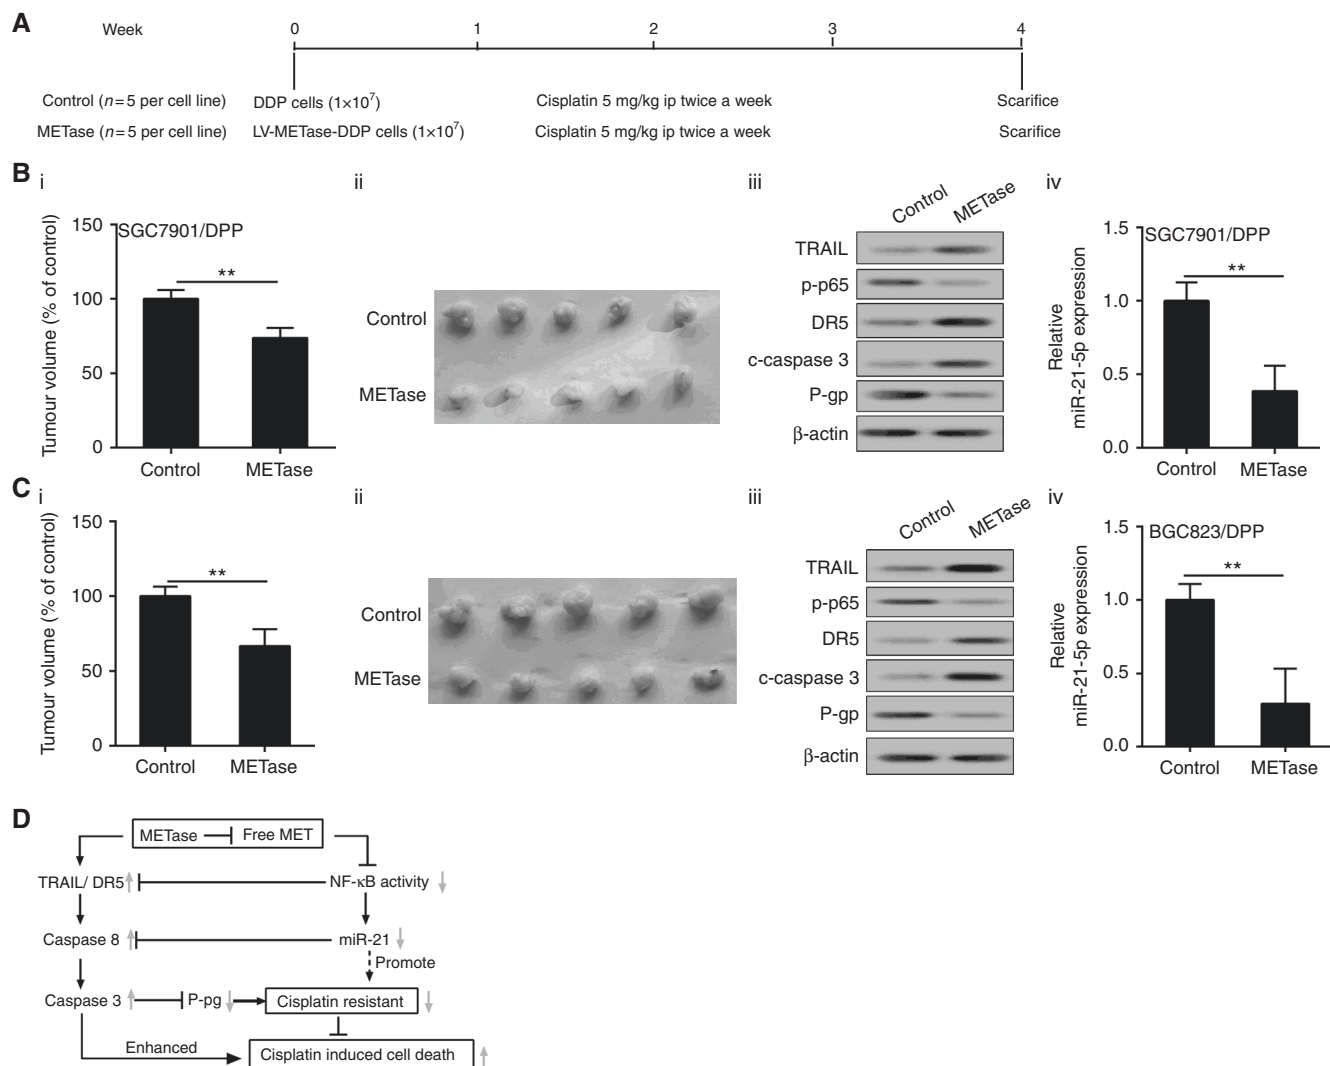 A
Week 0 1 2 3 4
Control (n=5 per cell line) DDP cells (1×10⁷) Cisplatin 5 mg/kg ip twice a week Scarifice
METase (n=5 per cell line) LV-METase-DDP cells (1×10⁷) Cisplatin 5 mg/kg ip twice a week Scarifice
B
i
Tumour volume (% of control)
150
100
50
0
SGC7901/DPP
**
Control METase
ii
Control
METase
iii
Control METase
TRAIL
p-p65
DR5
c-caspase 3
P-gp
β-actin
iv
Relative
miR-21-5p expression
1.5
1.0
0.5
0.0
SGC7901/DPP
**
Control METase
C
i
Tumour volume (% of control)
150
100
50
0
**
Control METase
ii
Control
METase
iii
Control METase
TRAIL
p-p65
DR5
c-caspase 3
P-gp
β-actin
iv
Relative
miR-21-5p expression
1.5
1.0
0.5
0.0
BGC823/DPP
**
Control METase
D
METase Free MET
TRAIL/ DR5 NF-κB activity
Caspase 8 miR-21
Promote
Caspase 3 P-pg Cisplatin resistant
Enhanced
Cisplatin induced cell death